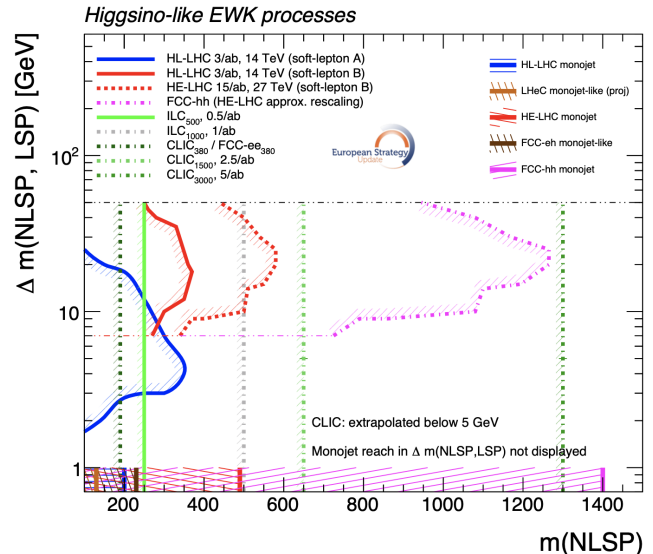 Higgsino-like EWK processes
Δ m(NLSP, LSP) [GeV]
HL-LHC 3/ab, 14 TeV (soft-lepton A)
HL-LHC 3/ab, 14 TeV (soft-lepton B)
HE-LHC 15/ab, 27 TeV (soft-lepton B)
FCC-hh (HE-LHC approx. rescaling)
ILC500, 0.5/ab
ILC1000, 1/ab
CLIC380 / FCC-ee380
CLIC1500, 2.5/ab
CLIC3000, 5/ab
European Strategy
Update
HL-LHC monojet
LHeC monojet-like (proj)
HE-LHC monojet
FCC-eh monojet-like
FCC-hh monojet
10²
10
1
CLIC: extrapolated below 5 GeV
Monojet reach in Δ m(NLSP,LSP) not displayed
200 400 600 800 1000 1200 1400
m(NLSP)